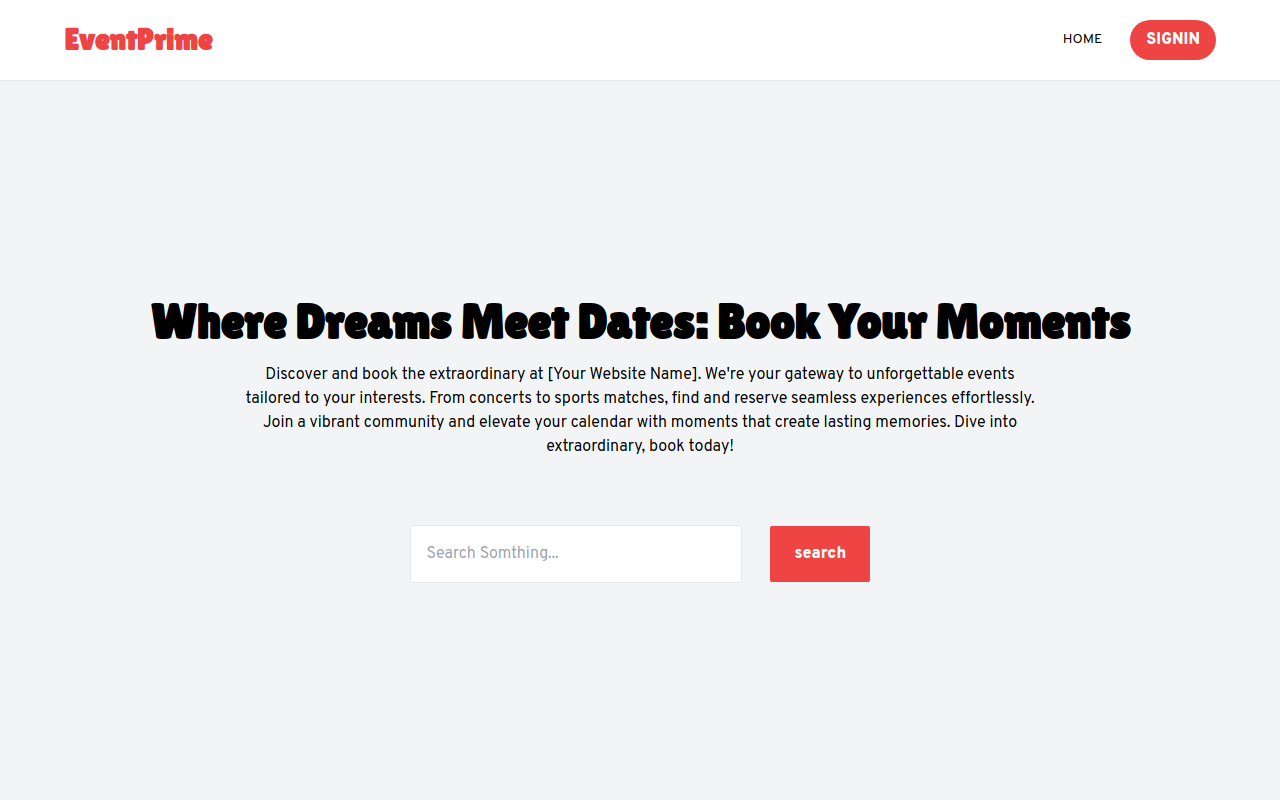 EventPrime
HOME
SIGNIN
Where Dreams Meet Dates: Book Your Moments
Discover and book the extraordinary at [Your Website Name]. We're your gateway to unforgettable events
tailored to your interests. From concerts to sports matches, find and reserve seamless experiences effortlessly.
Join a vibrant community and elevate your calendar with moments that create lasting memories. Dive into
extraordinary, book today!
Search Somthing...
search